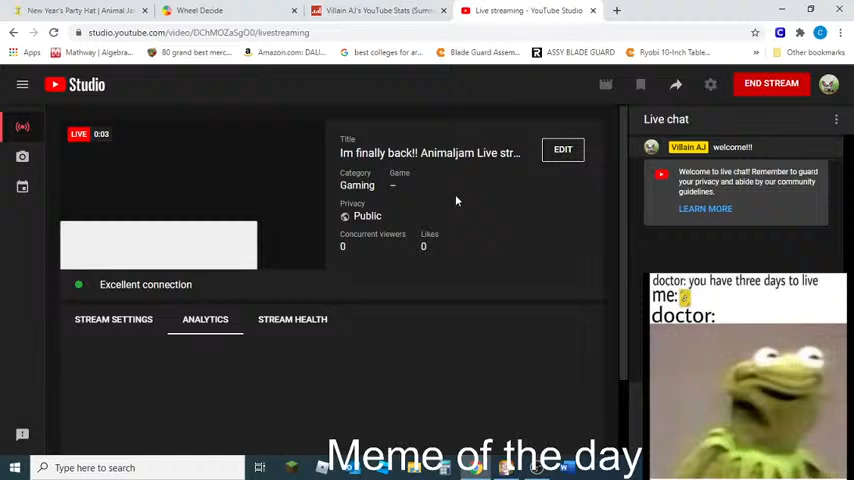 New Year's Party Hat | Animal Ja
Wheel Decide
Villain AJ's YouTube Stats (Summ
Live streaming - YouTube Studio
studio.youtube.com/video/DChMOZaSgO0/livestreaming
Apps
Mathway | Algebra...
80 grand best merc...
Amazon.com: DALI...
best colleges for ar...
Blade Guard Assem...
ASSY BLADE GUARD
Ryobi 10-Inch Table...
Other bookmarks
Studio
END STREAM
LIVE 0:03
Title
Im finally back!! Animaljam Live str...
EDIT
Category Game
Gaming –
Privacy
Public
Concurrent viewers Likes
0 0
Excellent connection
STREAM SETTINGS ANALYTICS STREAM HEALTH
Live chat
Villain AJ welcome!!!
Welcome to live chat! Remember to guard
your privacy and abide by our community
guidelines.
LEARN MORE
doctor: you have three days to live
me:
doctor:
Meme of the day
Type here to search